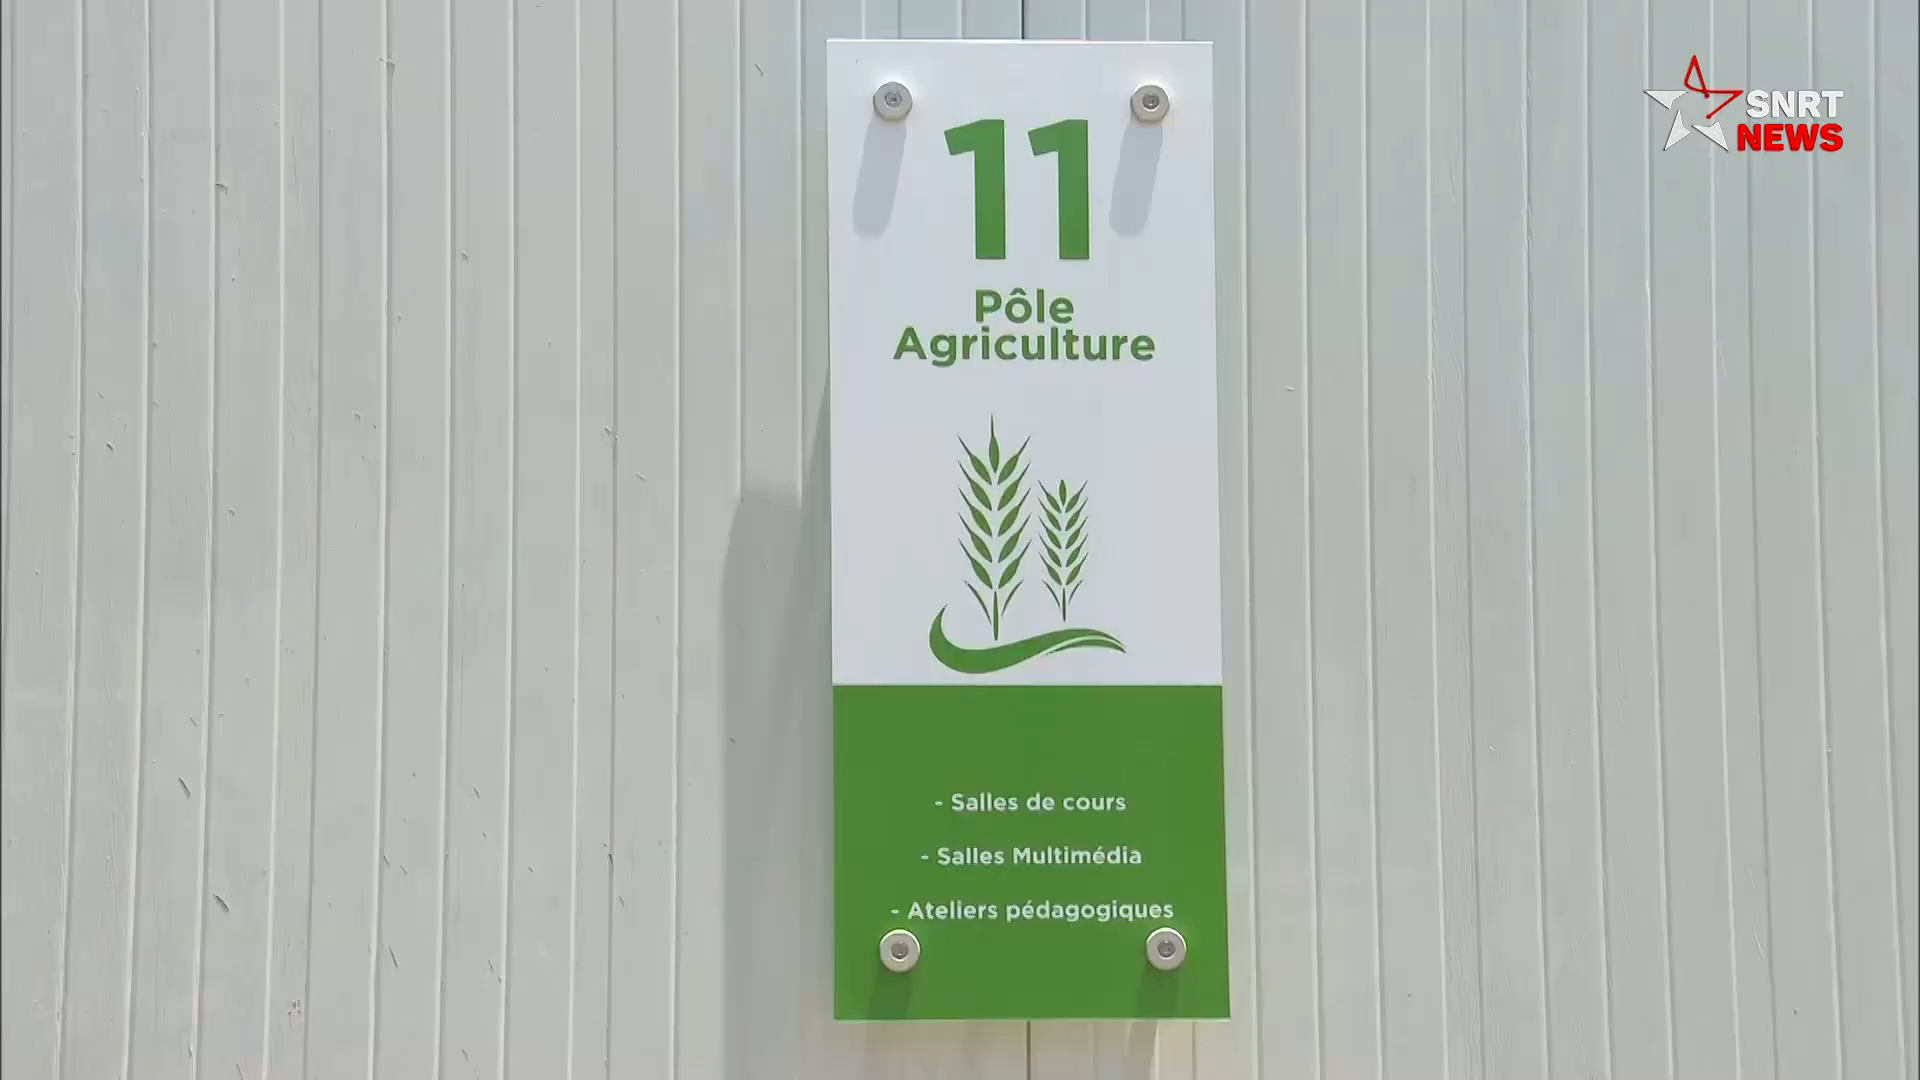 SNRT
NEWS
11
Pôle
Agriculture
- Salles de cours
- Salles Multimédia
- Ateliers pédagogiques